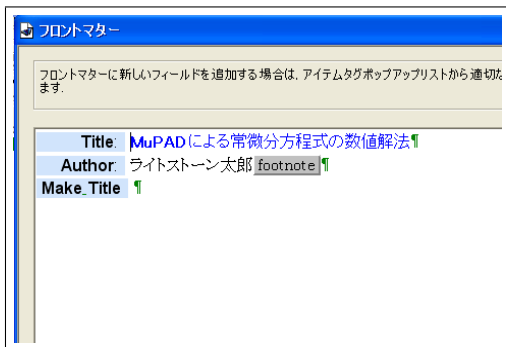 フロントマター
フロントマターに新しいフィールドを追加する場合は、アイテムタグポップアップリストから適切な
ます.
Title: MuPADによる常微分方程式の数値解法¶
Author: ライトストーン太郎 footnote ¶
Make_Title ¶